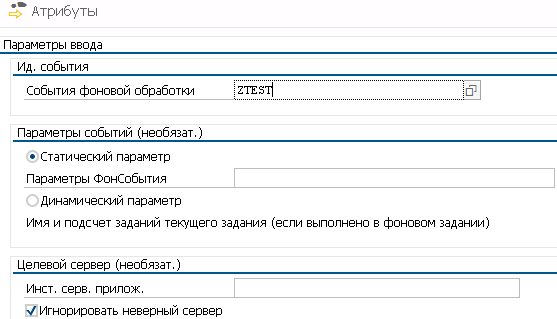 Атрибуты
Параметры ввода
Ид. события
События фоновой обработки ZTEST
Параметры событий (необязат.)
Статический параметр
Параметры ФонСобытия
Динамический параметр
Имя и подсчет заданий текущего задания (если выполнено в фоновом задании)
Целевой сервер (необязат.)
Инст. серв. прилож.
Игнорировать неверный сервер